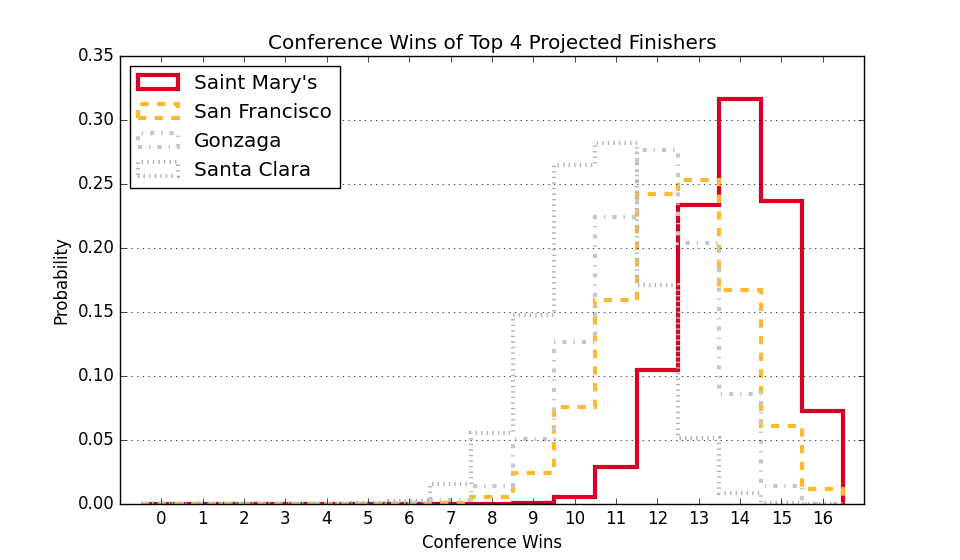 Conference Wins of Top 4 Projected Finishers
0.35
0.30
0.25
0.20
0.15
0.10
0.05
0.00
Probability
Saint Mary's
San Francisco
Gonzaga
Santa Clara
0 1 2 3 4 5 6 7 8 9 10 11 12 13 14 15 16
Conference Wins